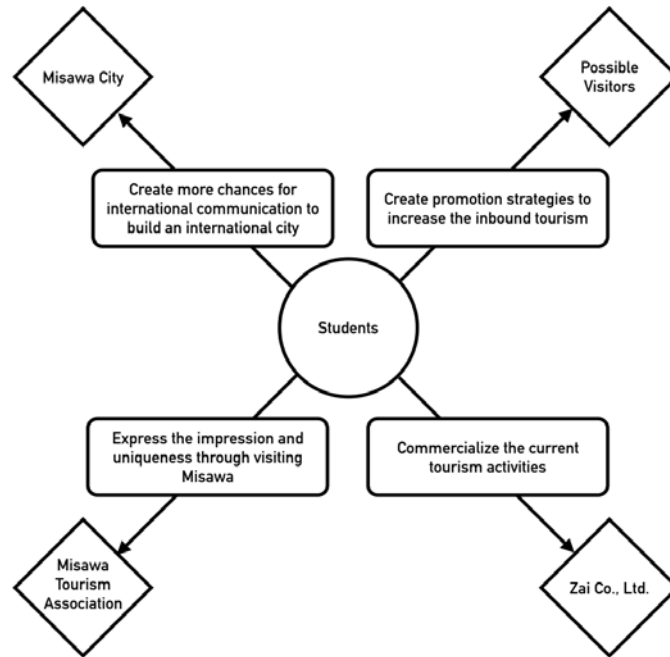 Misawa City
Possible
Visitors
Create more chances for
international communication to
build an international city
Create promotion strategies to
increase the inbound tourism
Students
Express the impression and
uniqueness through visiting
Misawa
Commercialize the current
tourism activities
Misawa
Tourism
Association
Zai Co., Ltd.